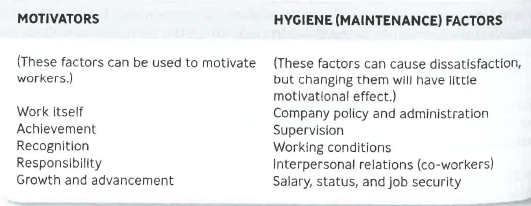 MOTIVATORS
HYGIENE (MAINTENANCE) FACTORS
(These factors can be used to motivate
workers.)
Work itself
Achievement
Recognition
Responsibility
Growth and advancement
(These factors can cause dissatisfaction,
but changing them will have little
motivational effect.)
Company policy and administration
Supervision
Working conditions
Interpersonal relations (co-workers)
Salary, status, and job security